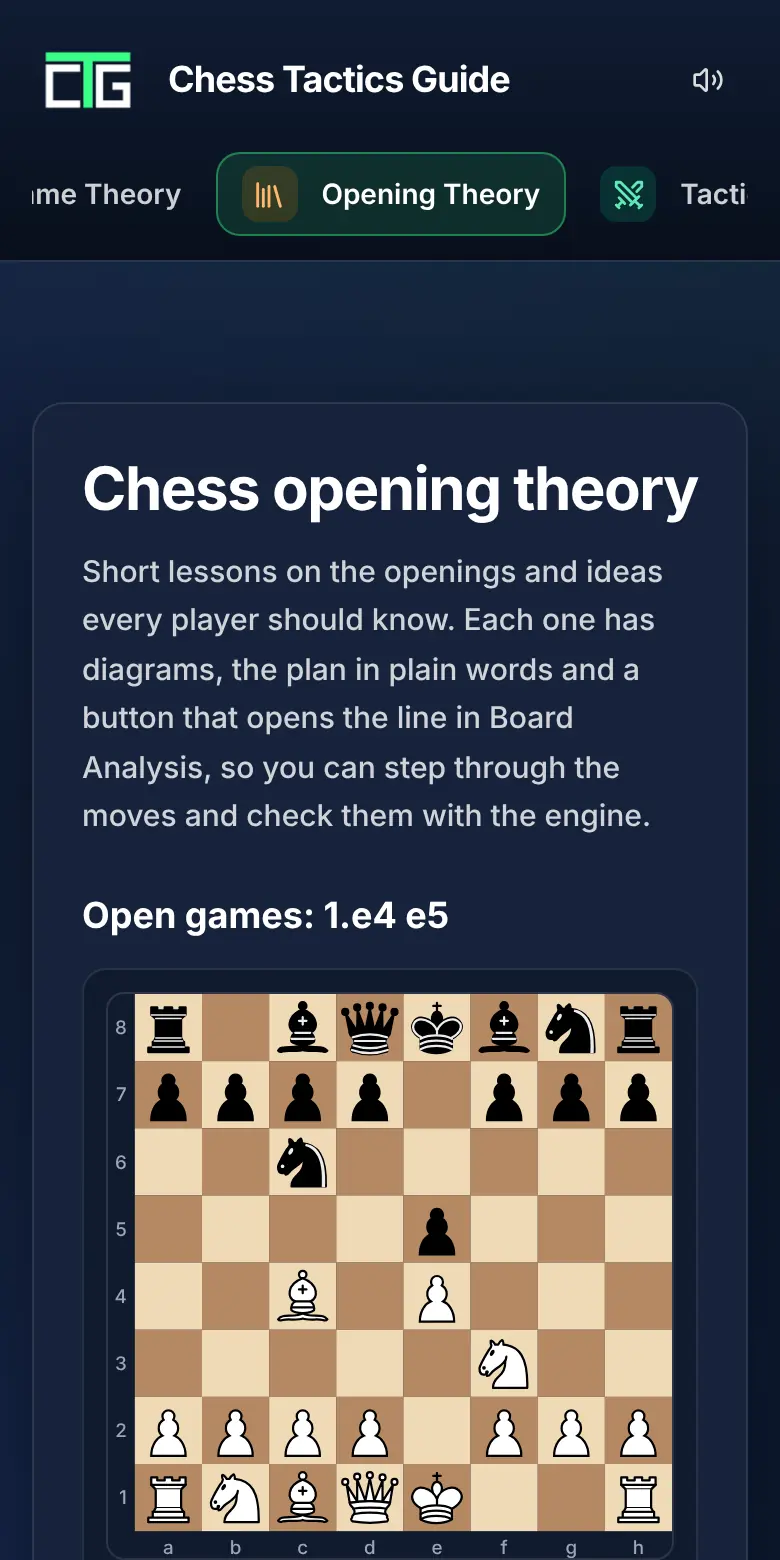 CTG
Chess Tactics Guide
me Theory
Opening Theory
Tacti
Chess opening theory
Short lessons on the openings and ideas
every player should know. Each one has
diagrams, the plan in plain words and a
button that opens the line in Board
Analysis, so you can step through the
moves and check them with the engine.
Open games: 1.e4 e5
8
7
6
5
4
3
2
1
a b c d e f g h